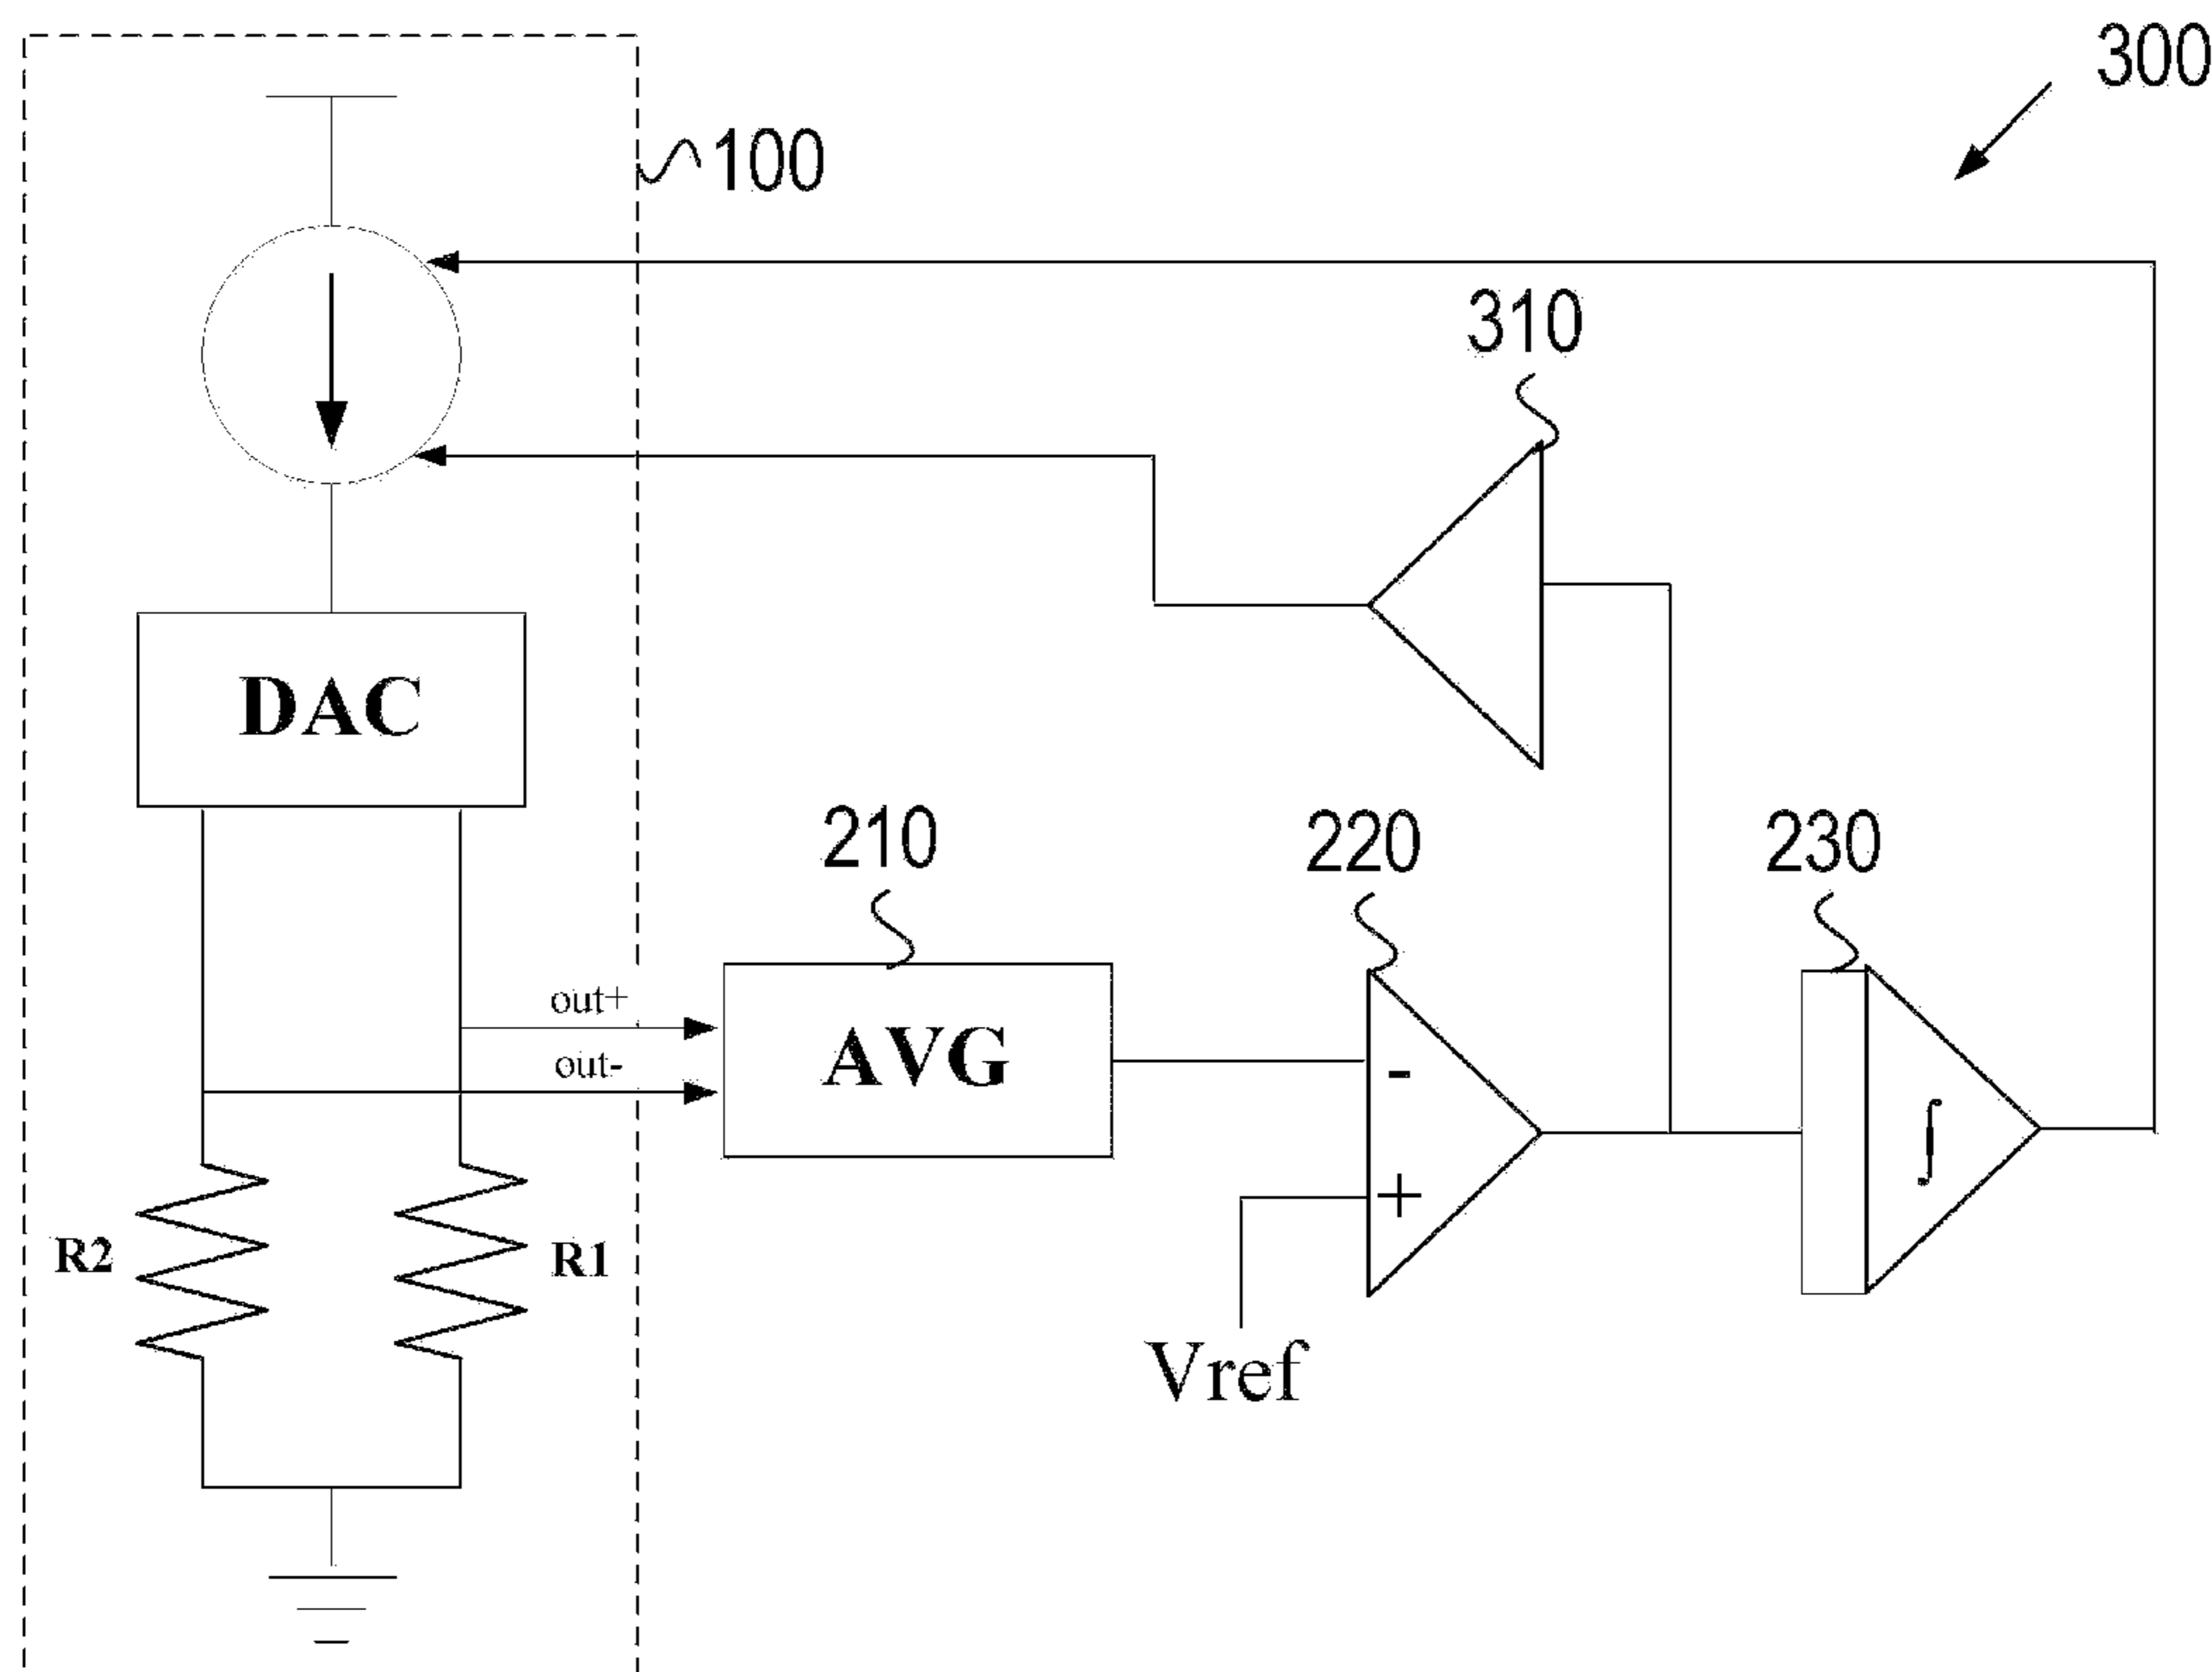 300
100
310
DAC
210
220
230
out+
AVG
out-
-
∫
+
R2
R1
Vref